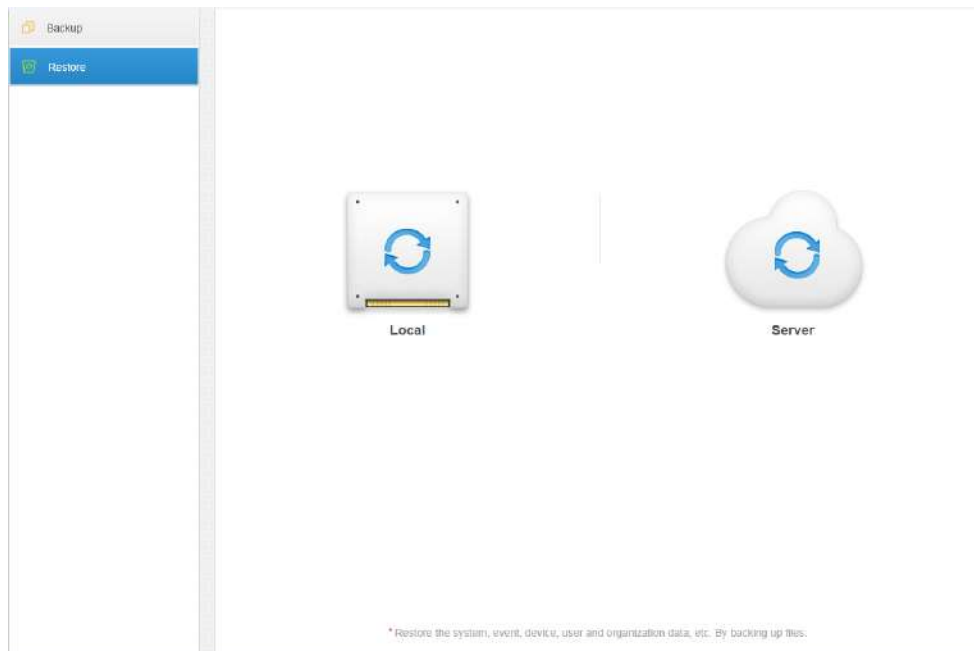 Backup
Restore
Local
Server
* Restore the system, event, device, user and organization data, etc. By backing up files.